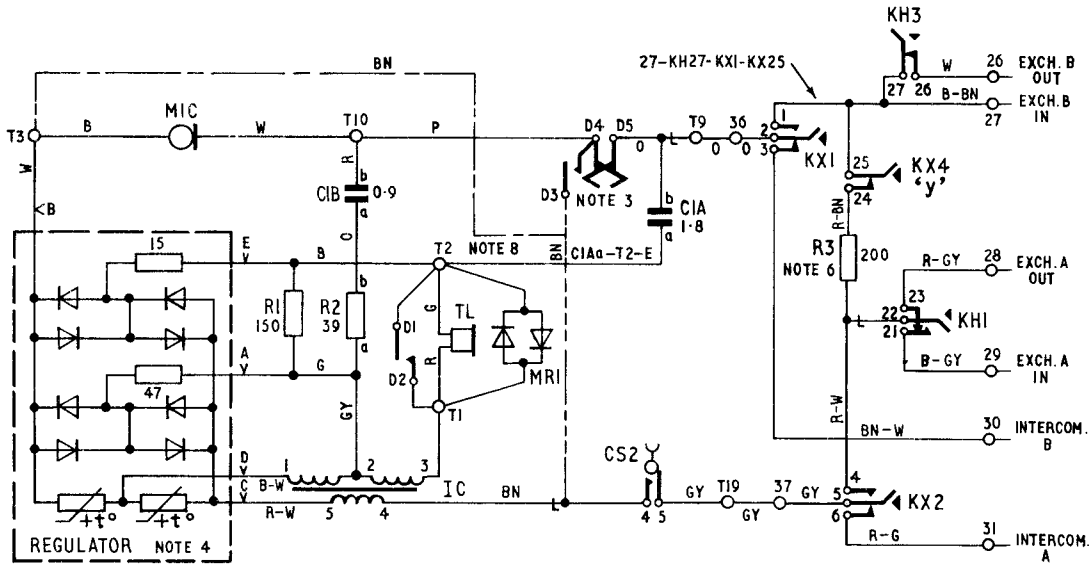 KH3
27-KH27-KX1-KX25
BN
W
26
EXCH. B
OUT
27
26
B-BN
EXCH. B
IN
27
MIC
T3
B
W
T10
P
D4
D5
O
L
T9
O
36
O
1
2
3
KX1
W
R
b
C1B
0·9
a
D3
NOTE 3
b
C1A
1·8
a
25
KX4
'y'
24
R-BN
<B
O
15
E
B
T2
NOTE 8
BN
C1Aa-T2-E
R3
200
NOTE 6
R-GY
28
EXCH. A
OUT
R1
150
R2
39
b
a
D1
G
TL
R
D2
MR1
23
L
22
21
KH1
A
G
47
B-GY
29
EXCH. A
IN
GY
T1
R-W
BN-W
30
INTERCOM.
B
D
1
2
3
CS2
C
B-W
IC
BN
L
R-W
5
4
4
5
GY
T19
GY
37
GY
4
5
6
KX2
+t°
+t°
REGULATOR NOTE 4
R-G
31
INTERCOM.
A